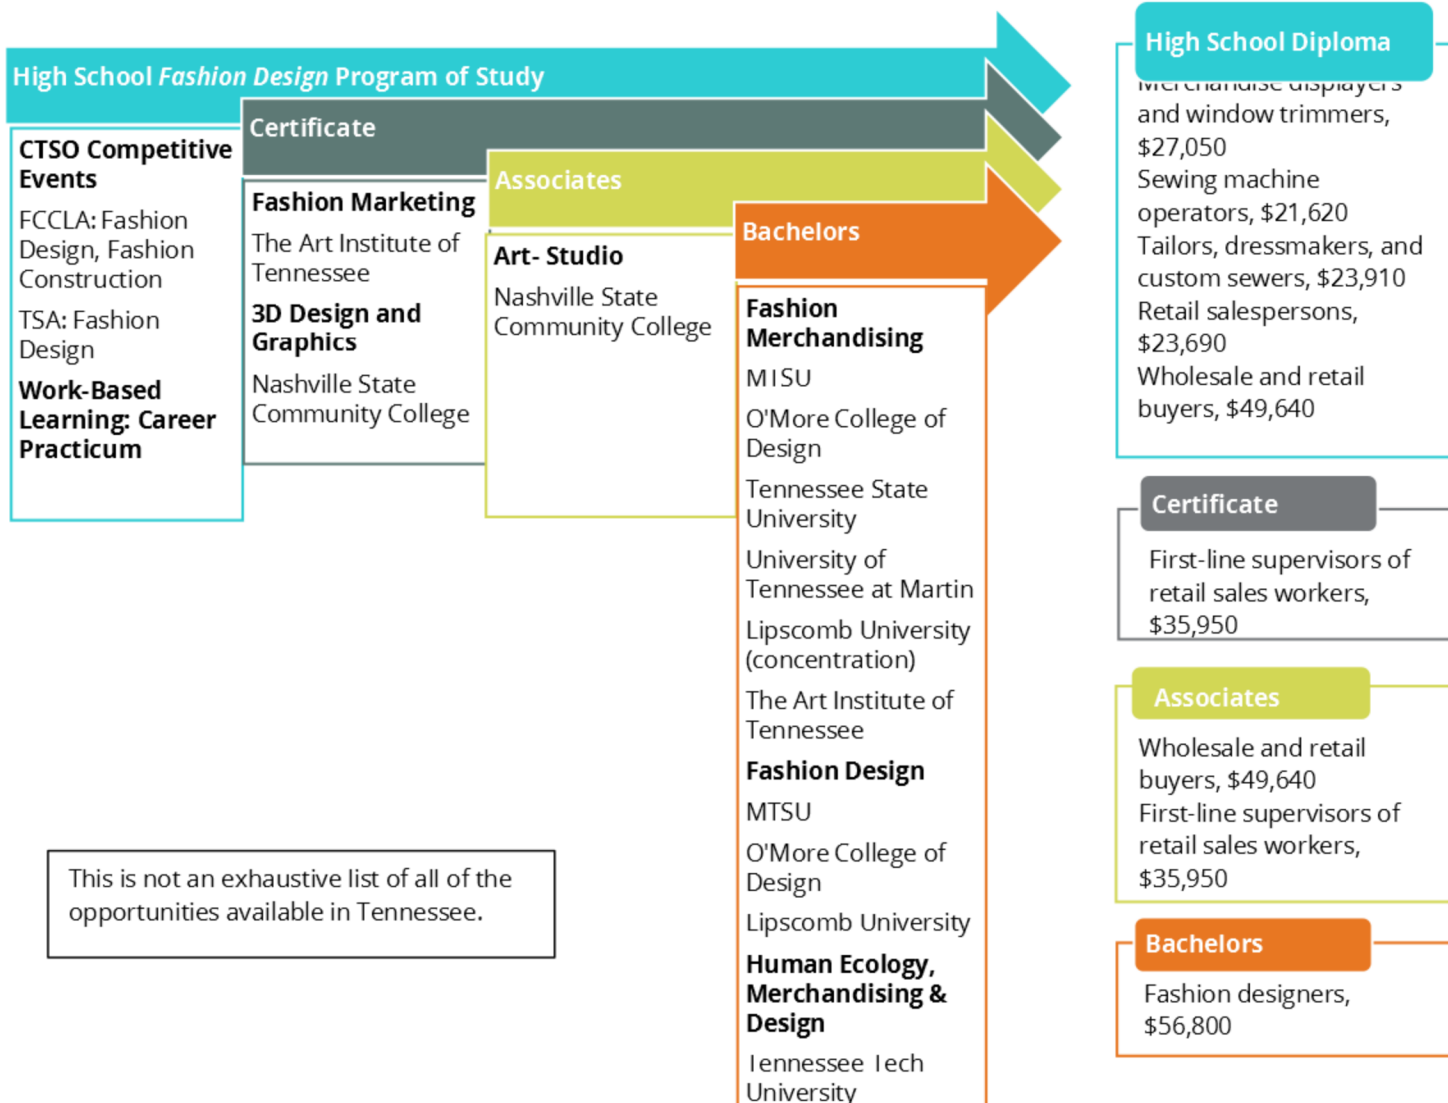 High School Fashion Design Program of Study
CTSO Competitive
Events
FCCLA: Fashion
Design, Fashion
Construction
TSA: Fashion
Design
Work-Based
Learning: Career
Practicum
Certificate
Fashion Marketing
The Art Institute of
Tennessee
3D Design and
Graphics
Nashville State
Community College
Associates
Art- Studio
Nashville State
Community College
Bachelors
Fashion
Merchandising
MISU
O'More College of
Design
Tennessee State
University
University of
Tennessee at Martin
Lipscomb University
(concentration)
The Art Institute of
Tennessee
Fashion Design
MTSU
O'More College of
Design
Lipscomb University
Human Ecology,
Merchandising &
Design
Tennessee Tech
University
This is not an exhaustive list of all of the
opportunities available in Tennessee.
High School Diploma
Merchandise displayers
and window trimmers,
$27,050
Sewing machine
operators, $21,620
Tailors, dressmakers, and
custom sewers, $23,910
Retail salespersons,
$23,690
Wholesale and retail
buyers, $49,640
Certificate
First-line supervisors of
retail sales workers,
$35,950
Associates
Wholesale and retail
buyers, $49,640
First-line supervisors of
retail sales workers,
$35,950
Bachelors
Fashion designers,
$56,800